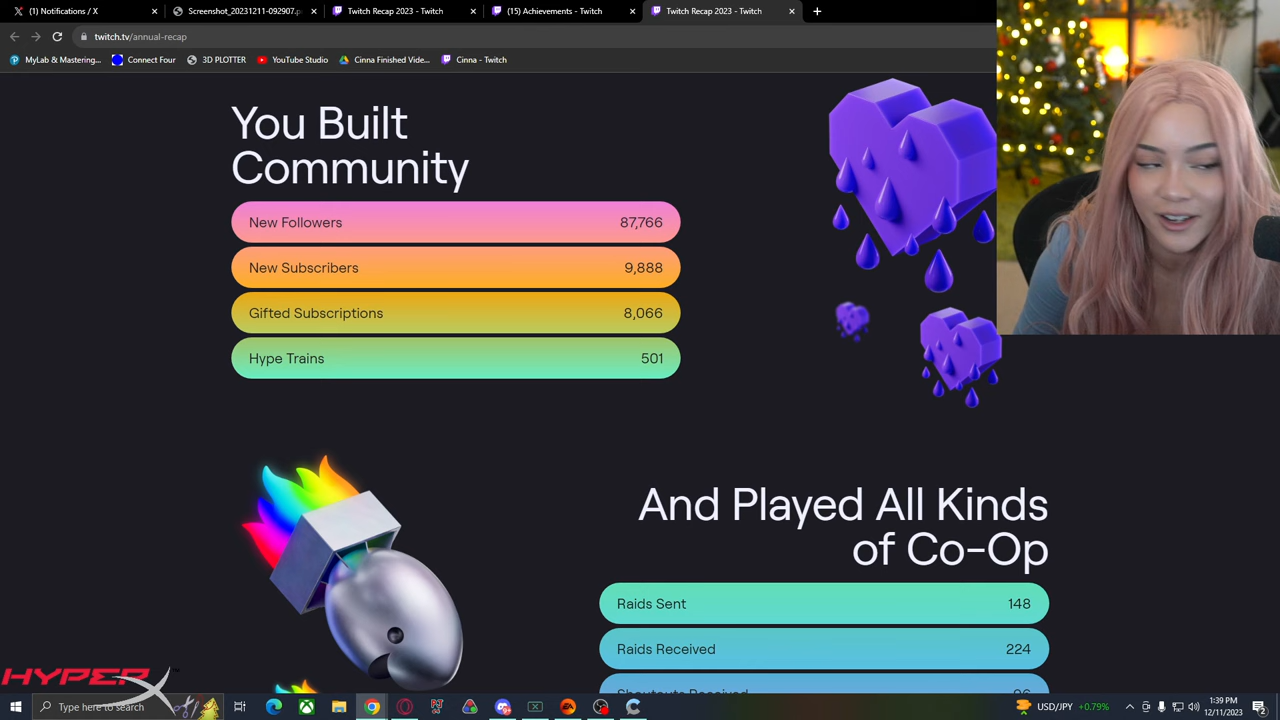 (1) Notifications / X
Screenshot_20231211-092907.p
Twitch Recap 2023 - Twitch
(15) Achievements - Twitch
Twitch Recap 2023 - Twitch
twitch.tv/annual-recap
MyLab & Mastering...
Connect Four
3D PLOTTER
YouTube Studio
Cinna Finished Vide...
Cinna - Twitch
You Built
Community
New Followers 87,766
New Subscribers 9,888
Gifted Subscriptions 8,066
Hype Trains 501
And Played All Kinds
of Co-Op
Raids Sent 148
Raids Received 224
HYPERX
Type here to search
USD/JPY +0.79%
1:39 PM
12/11/2023